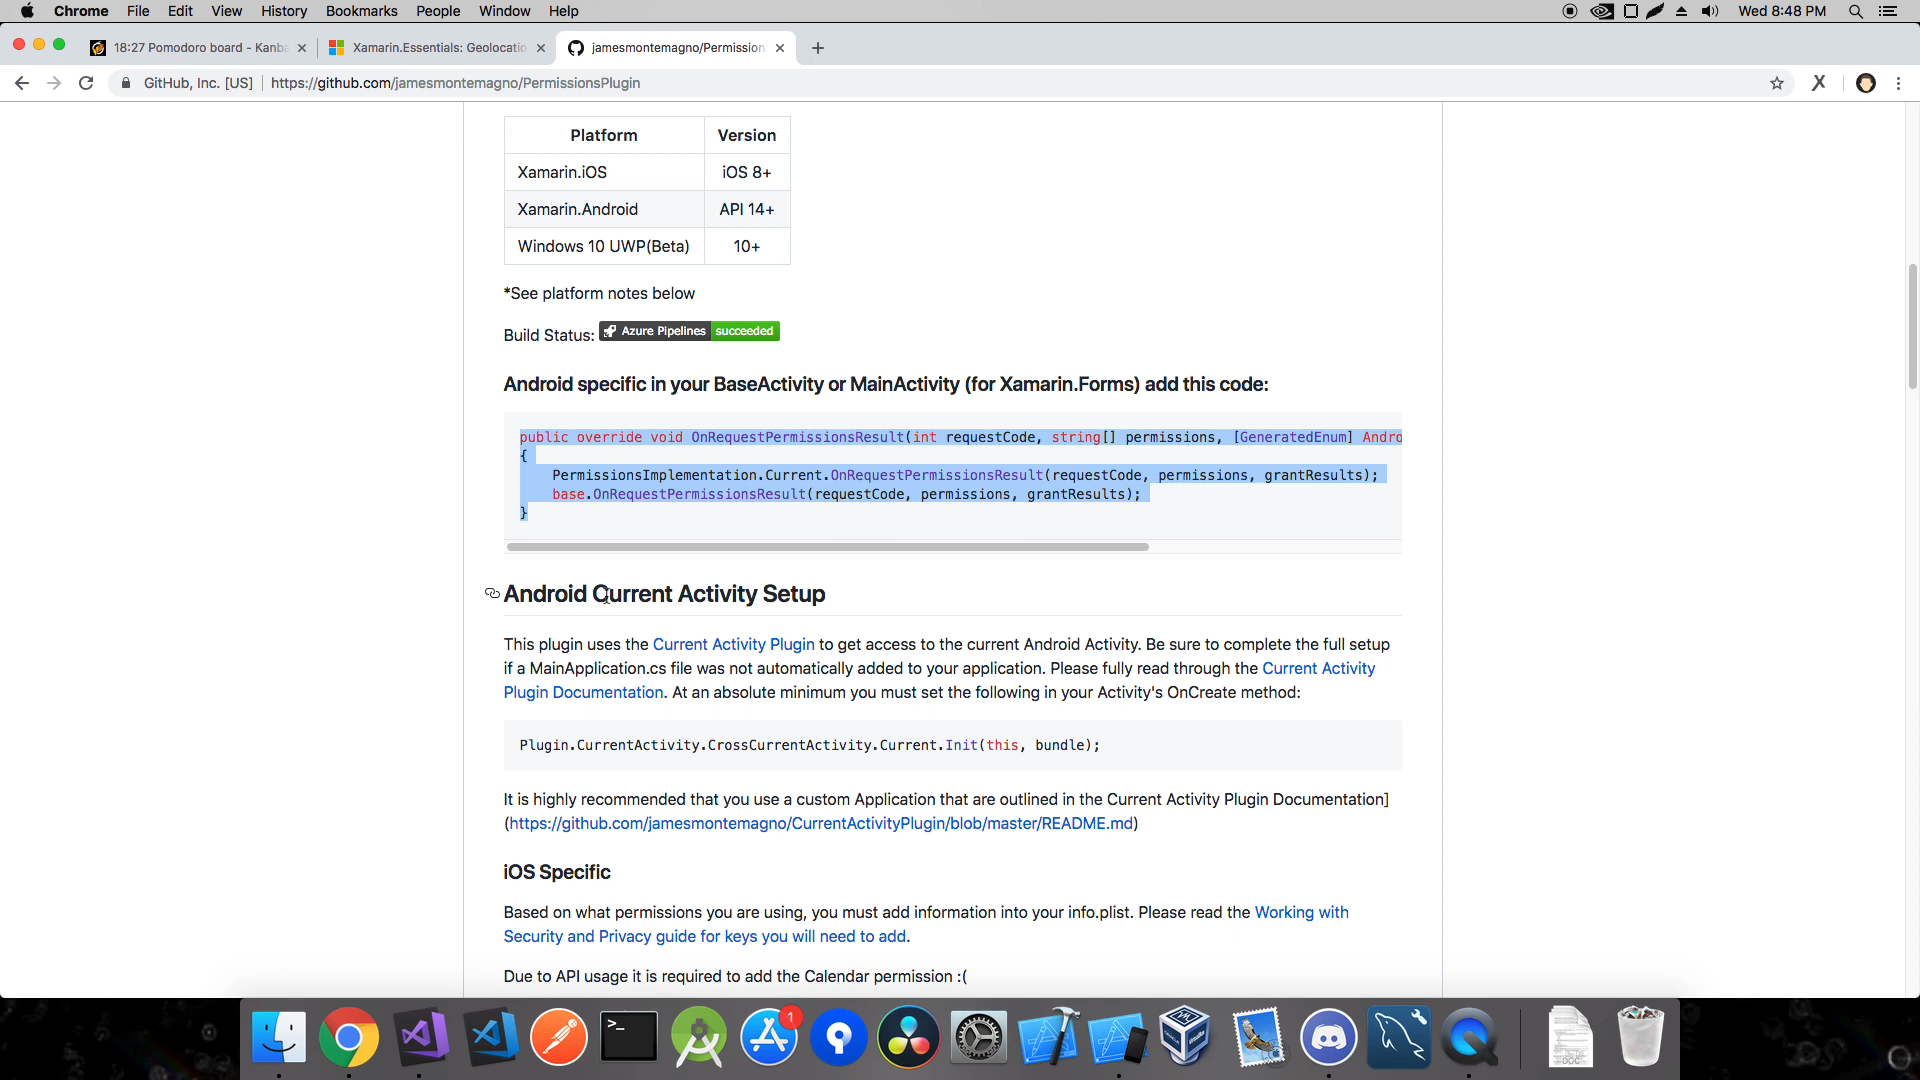 Chrome File Edit View History Bookmarks People Window Help Wed 8:48 PM
18:27 Pomodoro board - Kanba Xamarin.Essentials: Geolocatio jamesmontemagno/Permission
GitHub, Inc. [US] https://github.com/jamesmontemagno/PermissionsPlugin
Platform Version
Xamarin.iOS iOS 8+
Xamarin.Android API 14+
Windows 10 UWP(Beta) 10+
*See platform notes below
Build Status: Azure Pipelines succeeded
Android specific in your BaseActivity or MainActivity (for Xamarin.Forms) add this code:
public override void OnRequestPermissionsResult(int requestCode, string[] permissions, [GeneratedEnum] Andro
{
PermissionsImplementation.Current.OnRequestPermissionsResult(requestCode, permissions, grantResults);
base.OnRequestPermissionsResult(requestCode, permissions, grantResults);
}
Android Current Activity Setup
This plugin uses the Current Activity Plugin to get access to the current Android Activity. Be sure to complete the full setup
if a MainApplication.cs file was not automatically added to your application. Please fully read through the Current Activity
Plugin Documentation. At an absolute minimum you must set the following in your Activity's OnCreate method:
Plugin.CurrentActivity.CrossCurrentActivity.Current.Init(this, bundle);
It is highly recommended that you use a custom Application that are outlined in the Current Activity Plugin Documentation]
(https://github.com/jamesmontemagno/CurrentActivityPlugin/blob/master/README.md)
iOS Specific
Based on what permissions you are using, you must add information into your info.plist. Please read the Working with
Security and Privacy guide for keys you will need to add.
Due to API usage it is required to add the Calendar permission :(
1
>_
DOC